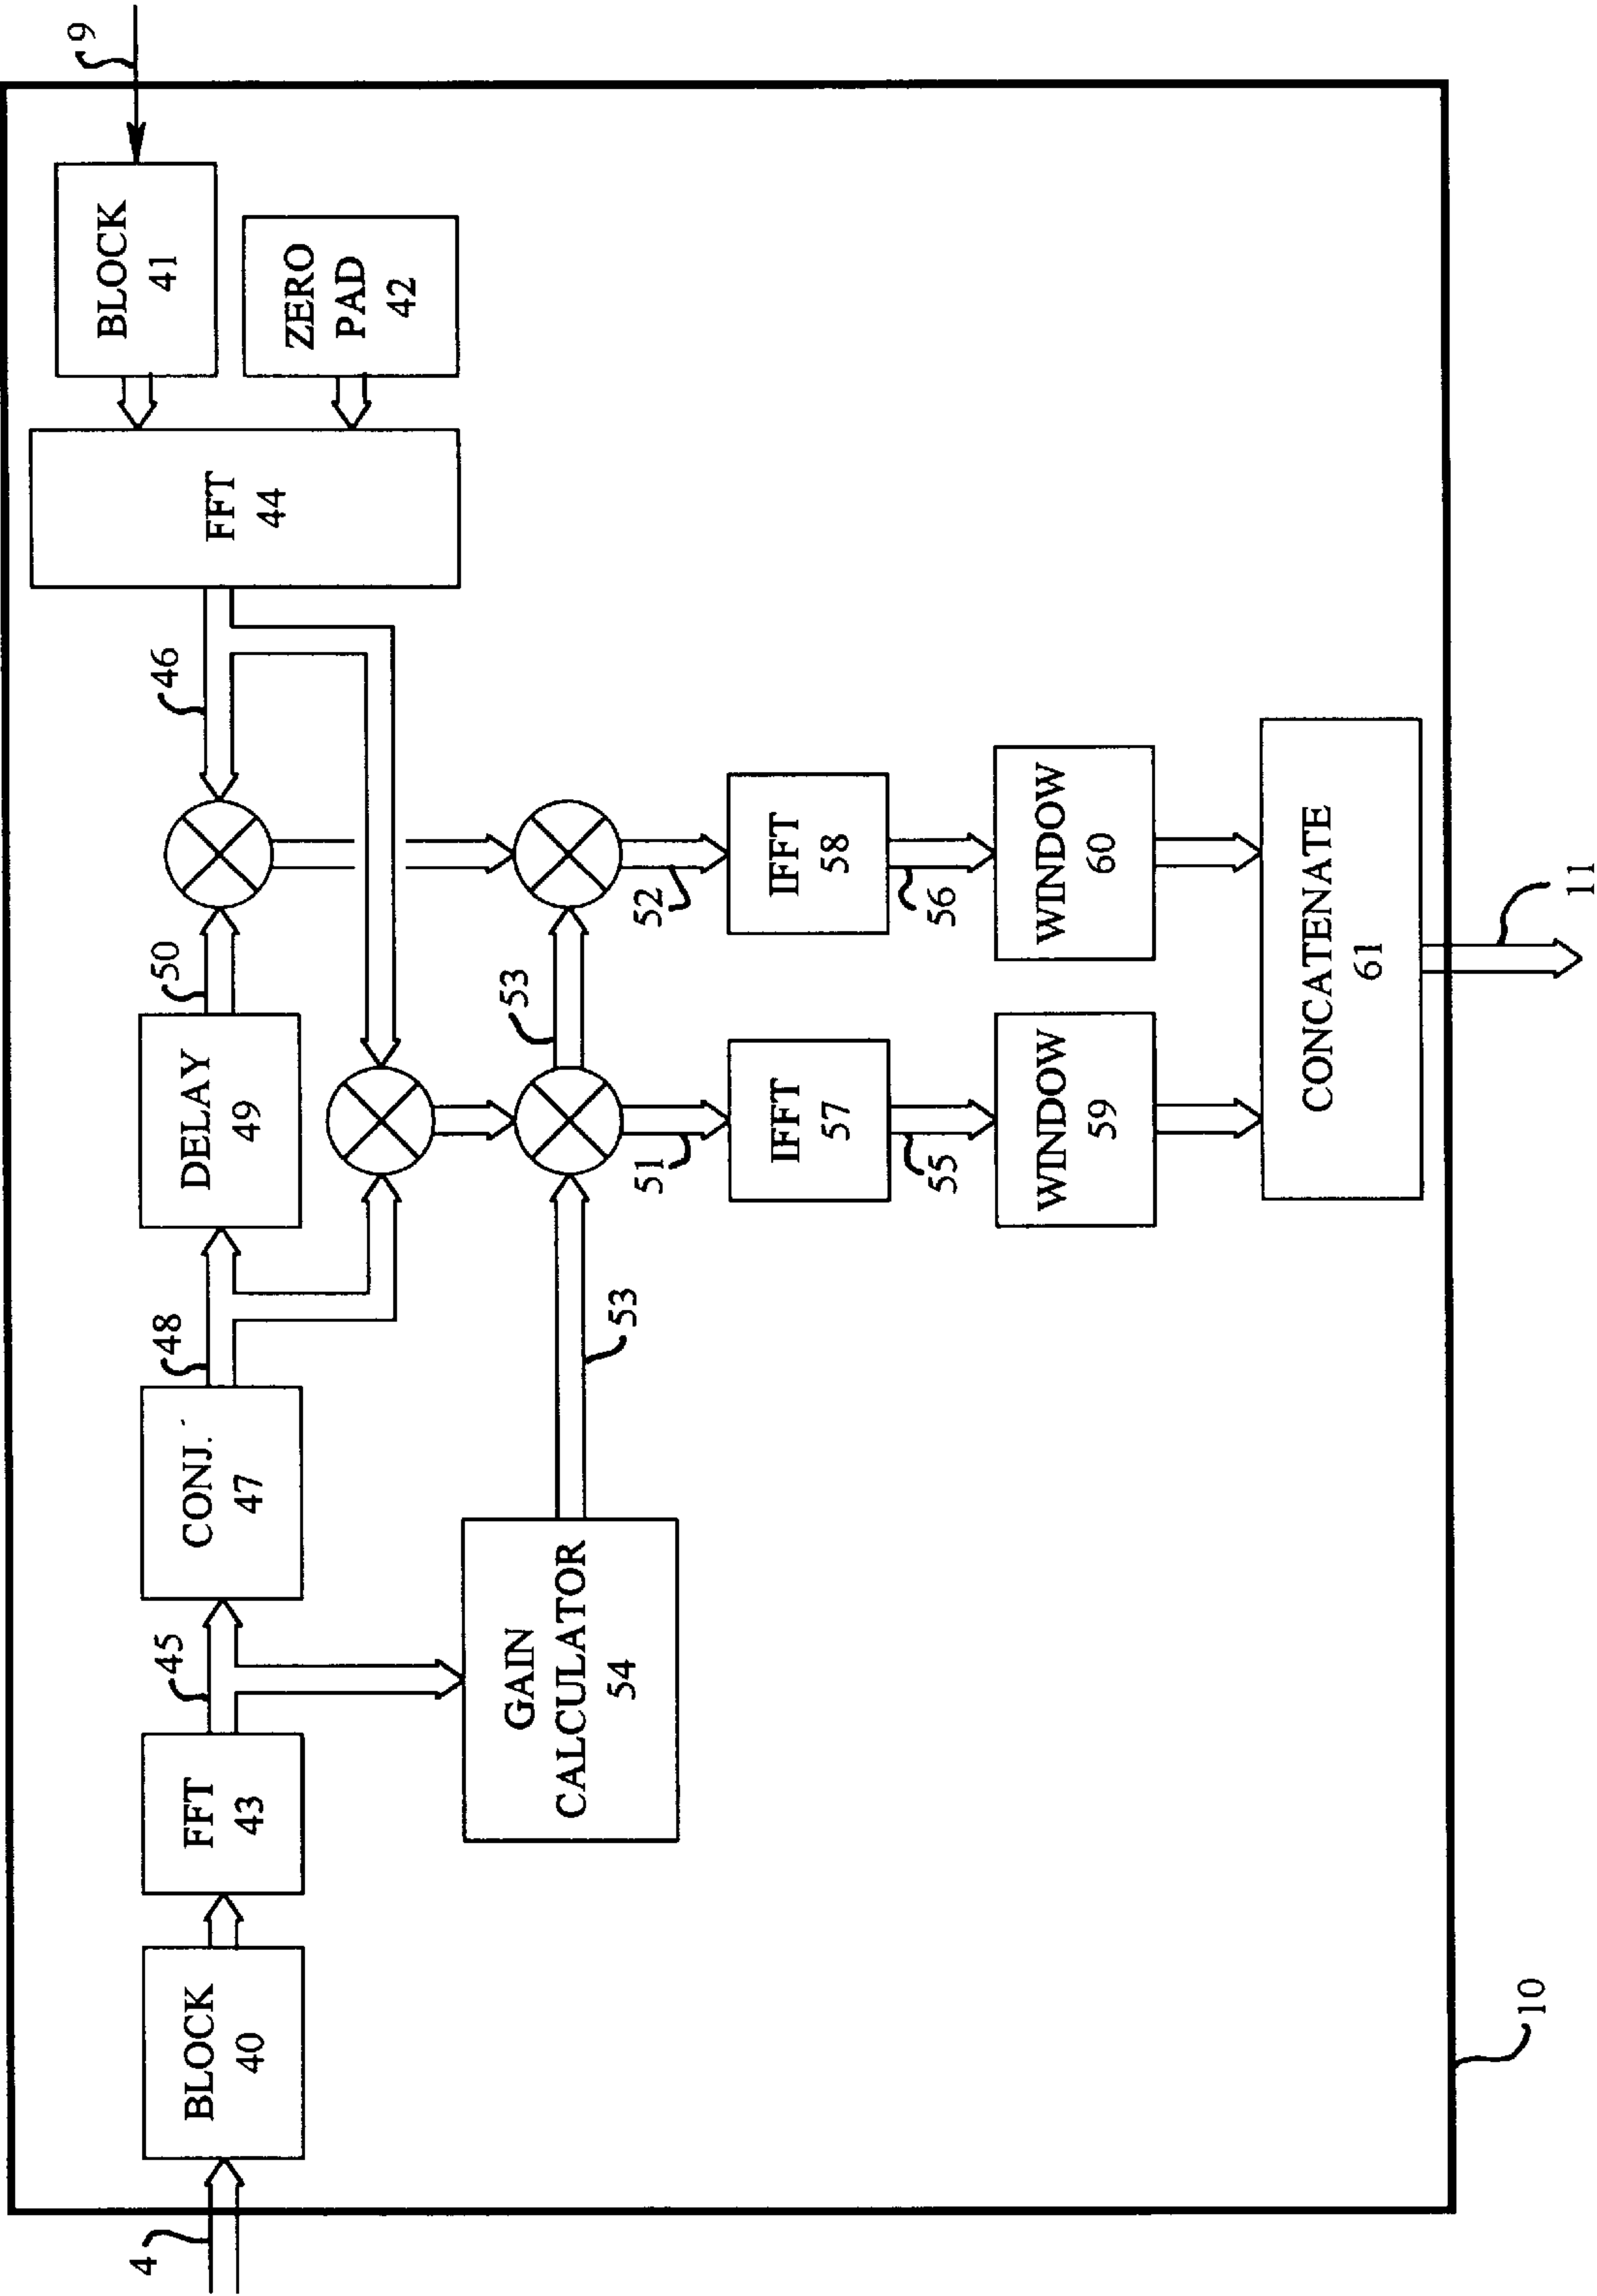 9
4
45
48
50
46
BLOCK
40
FFT
43
CONJ.
47
DELAY
49
FFT
44
BLOCK
41
ZERO
PAD
42
GAIN
CALCULATOR
54
53
53
51
52
IFFT
57
IFFT
58
55
56
WINDOW
59
WINDOW
60
CONCATENATE
61
10
11